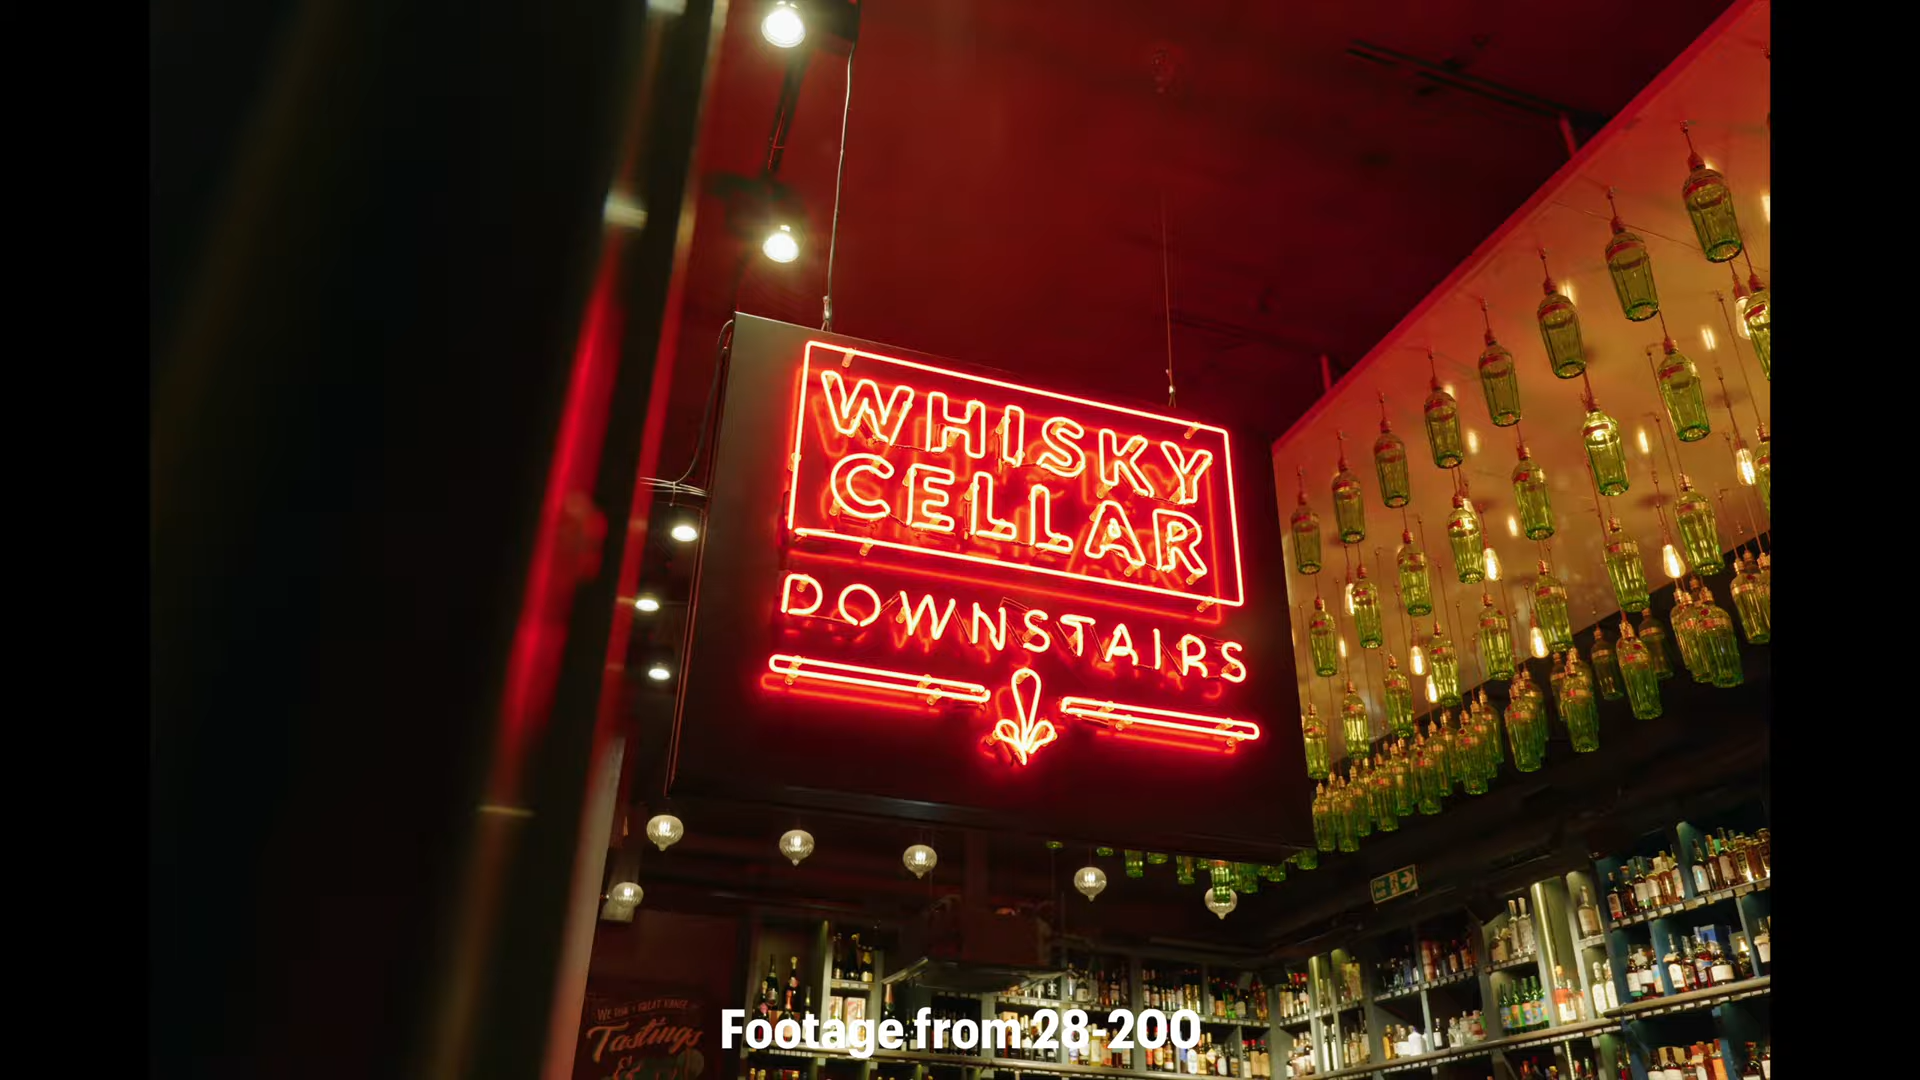 WHISKY
CELLAR
DOWNSTAIRS
Tastings
&
Footage from 28-200